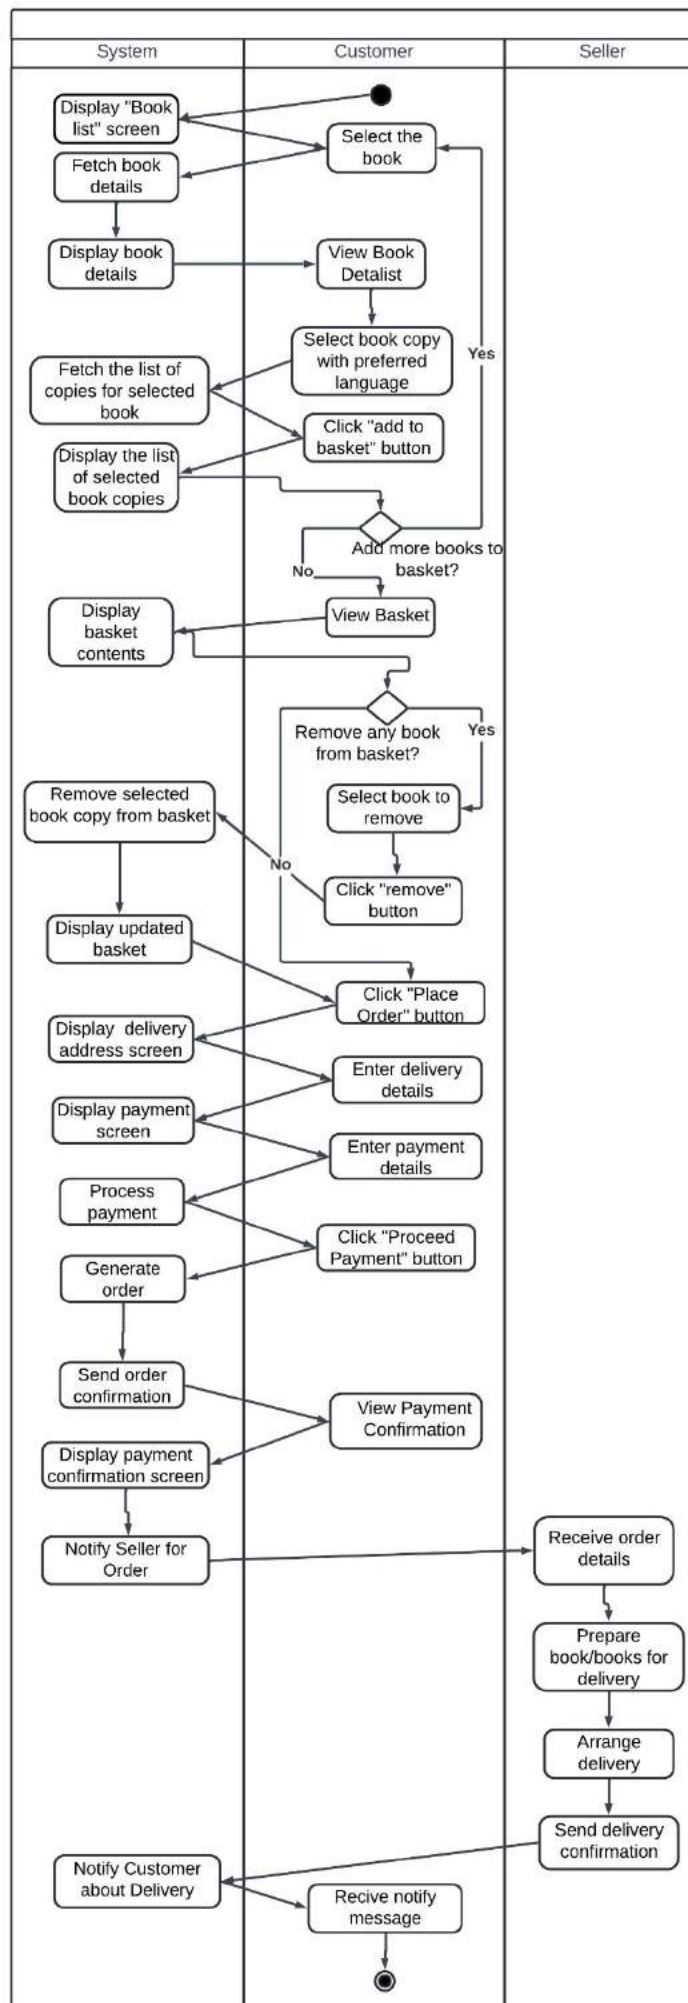 System
Customer
Seller
Display "Book
list" screen
Select the
book
Fetch book
details
Display book
details
View Book
Detalist
Select book copy
with preferred
language
Yes
Fetch the list of
copies for selected
book
Click "add to
basket" button
Display the list
of selected
book copies
Add more books to
basket?
No
Display
basket
contents
View Basket
Remove any book
from basket?
Yes
Remove selected
book copy from basket
Select book to
remove
No
Click "remove"
button
Display updated
basket
Click "Place
Order" button
Display delivery
address screen
Enter delivery
details
Display payment
screen
Enter payment
details
Process
payment
Click "Proceed
Payment" button
Generate
order
Send order
confirmation
View Payment
Confirmation
Display payment
confirmation screen
Notify Seller for
Order
Receive order
details
Prepare
book/books for
delivery
Arrange
delivery
Send delivery
confirmation
Notify Customer
about Delivery
Recive notify
message